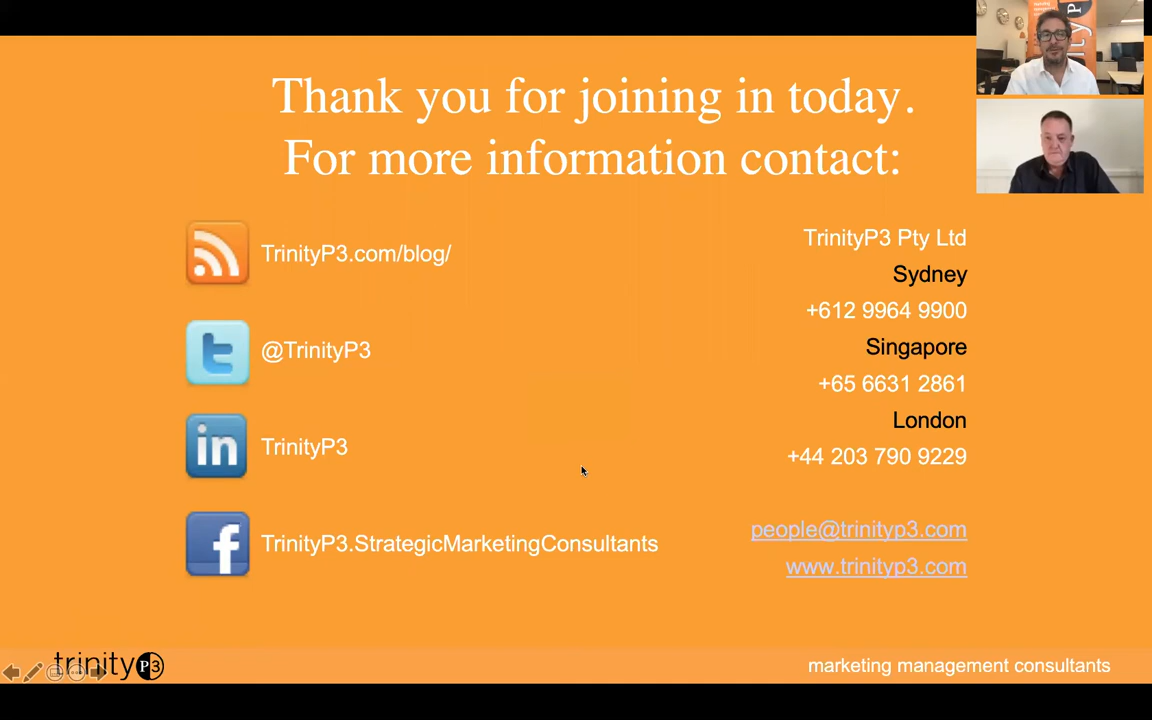 Thank you for joining in today.
For more information contact:
TrinityP3.com/blog/
@TrinityP3
TrinityP3
TrinityP3.StrategicMarketingConsultants
TrinityP3 Pty Ltd
Sydney
+612 9964 9900
Singapore
+65 6631 2861
London
+44 203 790 9229
people@trinityp3.com
www.trinityp3.com
trinity P3
marketing management consultants